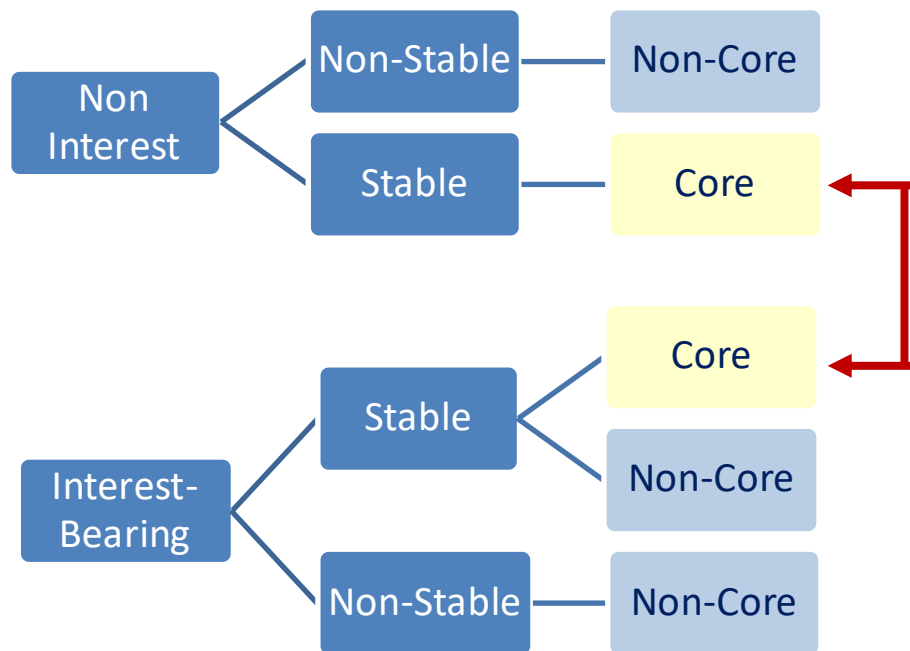 Non
Interest
Non-Stable
Non-Core
Stable
Core
Interest-
Bearing
Stable
Core
Non-Core
Non-Stable
Non-Core